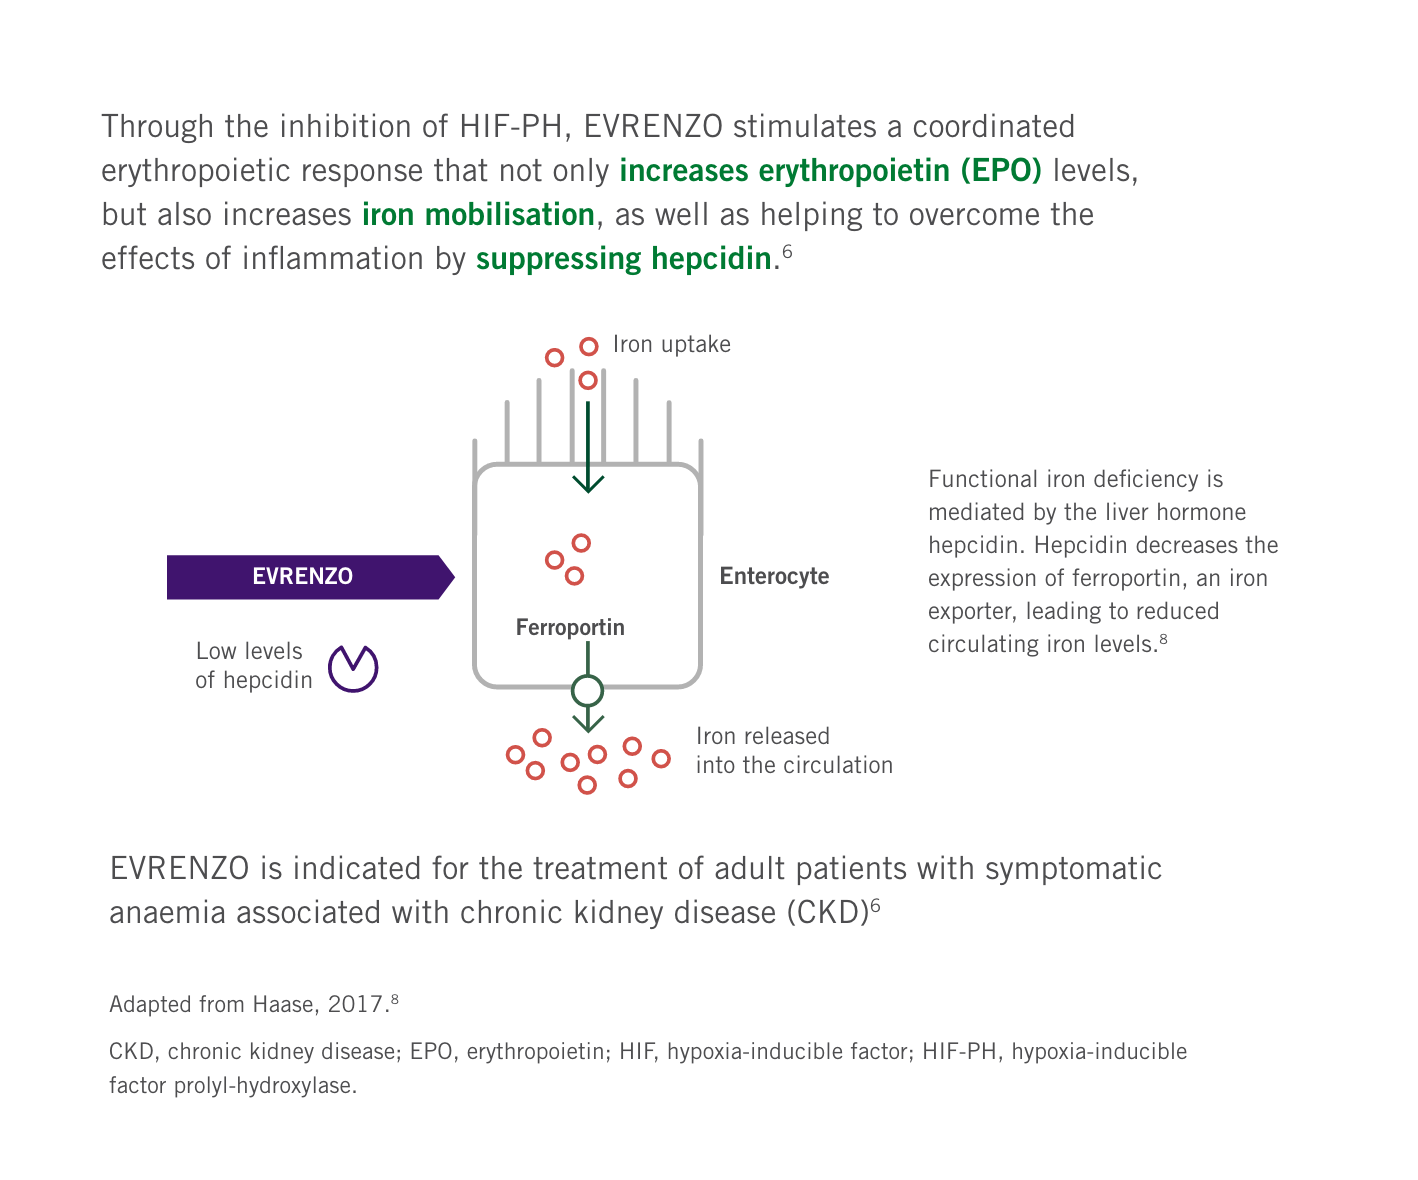 Through the inhibition of HIF-PH, EVRENZO stimulates a coordinated
erythropoietic response that not only increases erythropoietin (EPO) levels,
but also increases iron mobilisation, as well as helping to overcome the
effects of inflammation by suppressing hepcidin.⁶
Iron uptake
Functional iron deficiency is
mediated by the liver hormone
hepcidin. Hepcidin decreases the
expression of ferroportin, an iron
exporter, leading to reduced
circulating iron levels.⁸
EVRENZO
Enterocyte
Ferroportin
Low levels
of hepcidin
Iron released
into the circulation
EVRENZO is indicated for the treatment of adult patients with symptomatic
anaemia associated with chronic kidney disease (CKD)⁶
Adapted from Haase, 2017.⁸
CKD, chronic kidney disease; EPO, erythropoietin; HIF, hypoxia-inducible factor; HIF-PH, hypoxia-inducible
factor prolyl-hydroxylase.